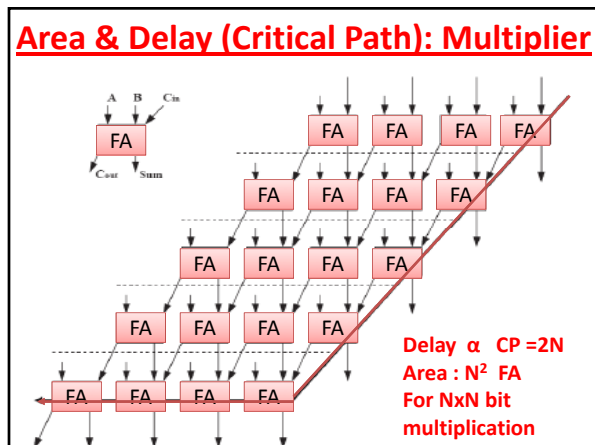 Area & Delay (Critical Path): Multiplier
A B Cin
FA
Cout Sum
FA FA FA FA
FA FA FA FA
FA FA FA FA
FA FA FA FA
FA FA FA FA
Delay α CP =2N
Area : N² FA
For NxN bit
multiplication